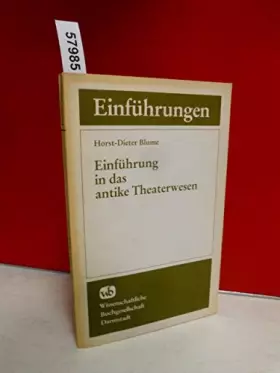 57985
Einführungen
Horst-Dieter Blume
Einführung
in das
antike Theaterwesen
wb
Wissenschaftliche
Buchgesellschaft
Darmstadt